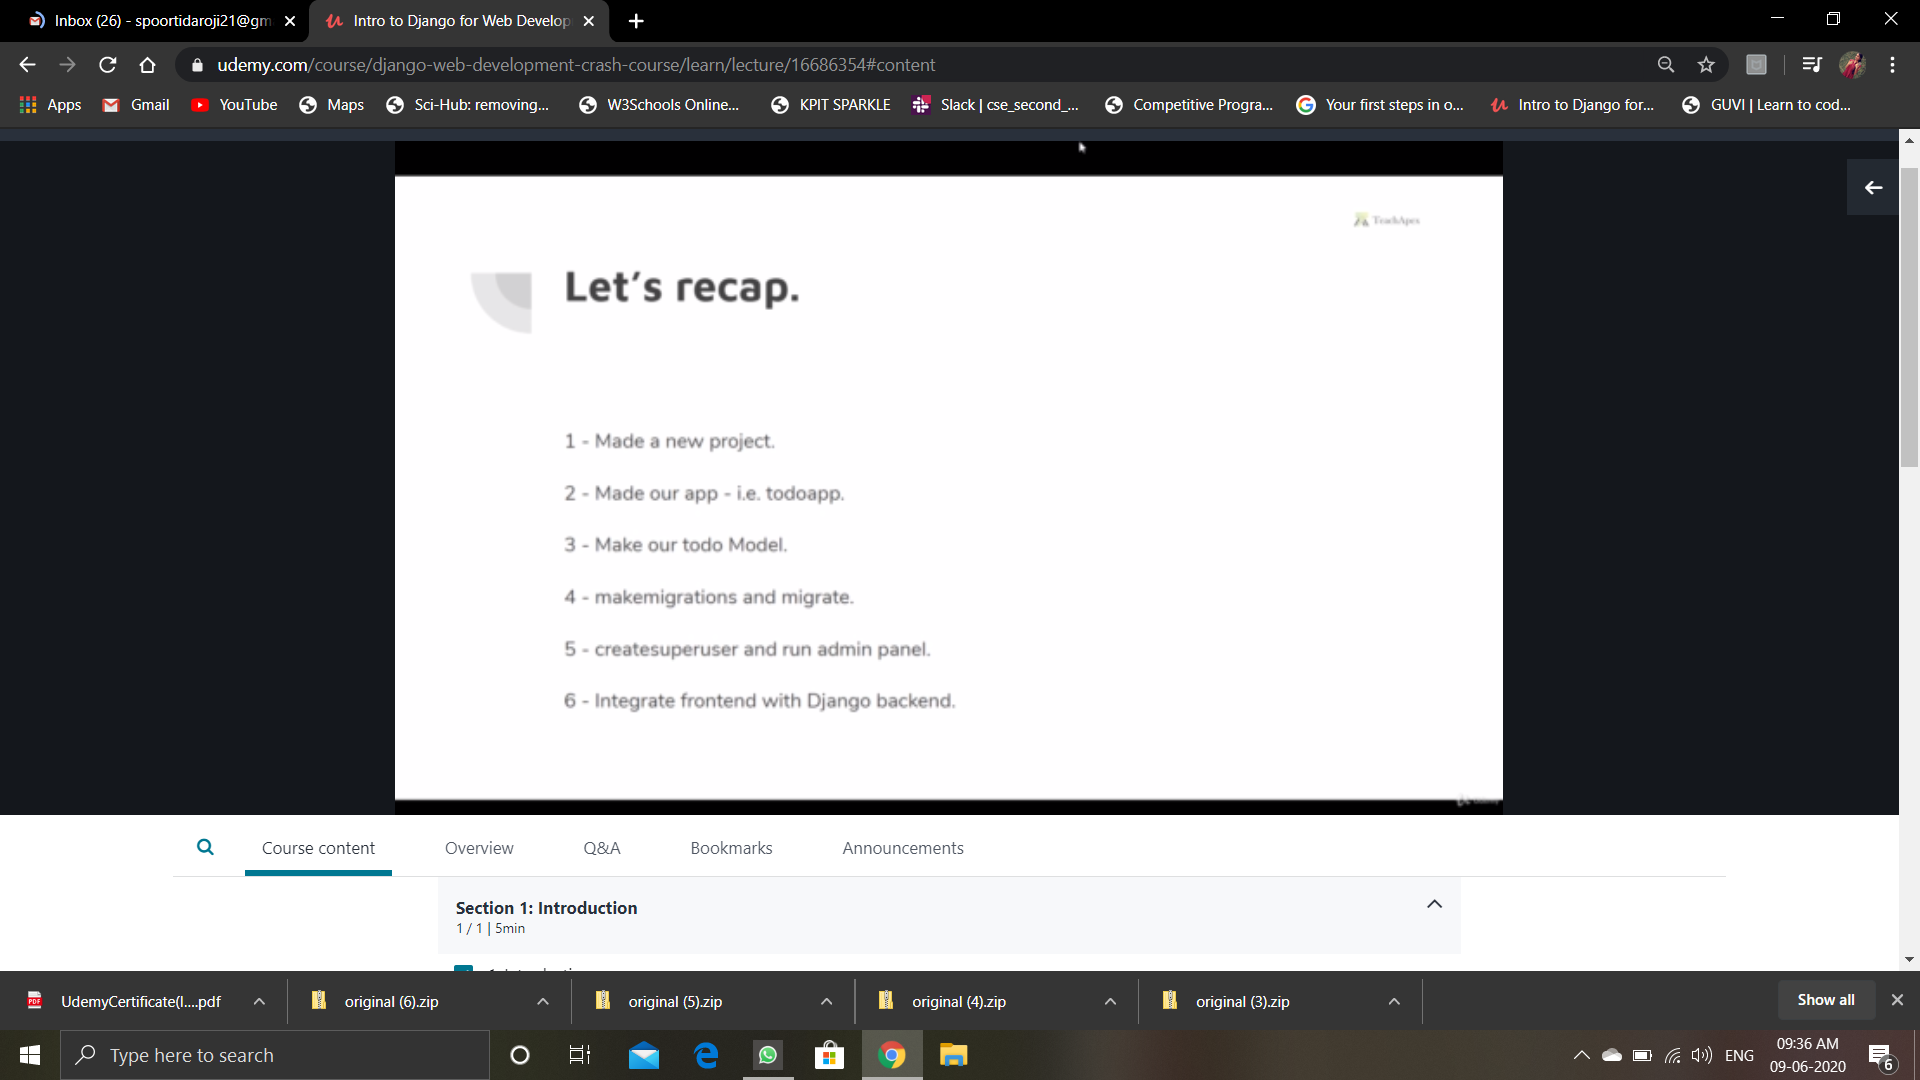 Inbox (26) - spoortidaroji21@gm
Intro to Django for Web Develop
udemy.com/course/django-web-development-crash-course/learn/lecture/16686354#content
Apps
Gmail
YouTube
Maps
Sci-Hub: removing...
W3Schools Online...
KPIT SPARKLE
Slack | cse_second_...
Competitive Progra...
Your first steps in o...
Intro to Django for...
GUVI | Learn to cod...
TeachApex
Let's recap.
1 - Made a new project.
2 - Made our app - i.e. todoapp.
3 - Make our todo Model.
4 - makemigrations and migrate.
5 - createsuperuser and run admin panel.
6 - Integrate frontend with Django backend.
Course content
Overview
Q&A
Bookmarks
Announcements
Section 1: Introduction
1 / 1 | 5min
UdemyCertificate(I....pdf
original (6).zip
original (5).zip
original (4).zip
original (3).zip
Show all
Type here to search
ENG
09:36 AM
09-06-2020
6